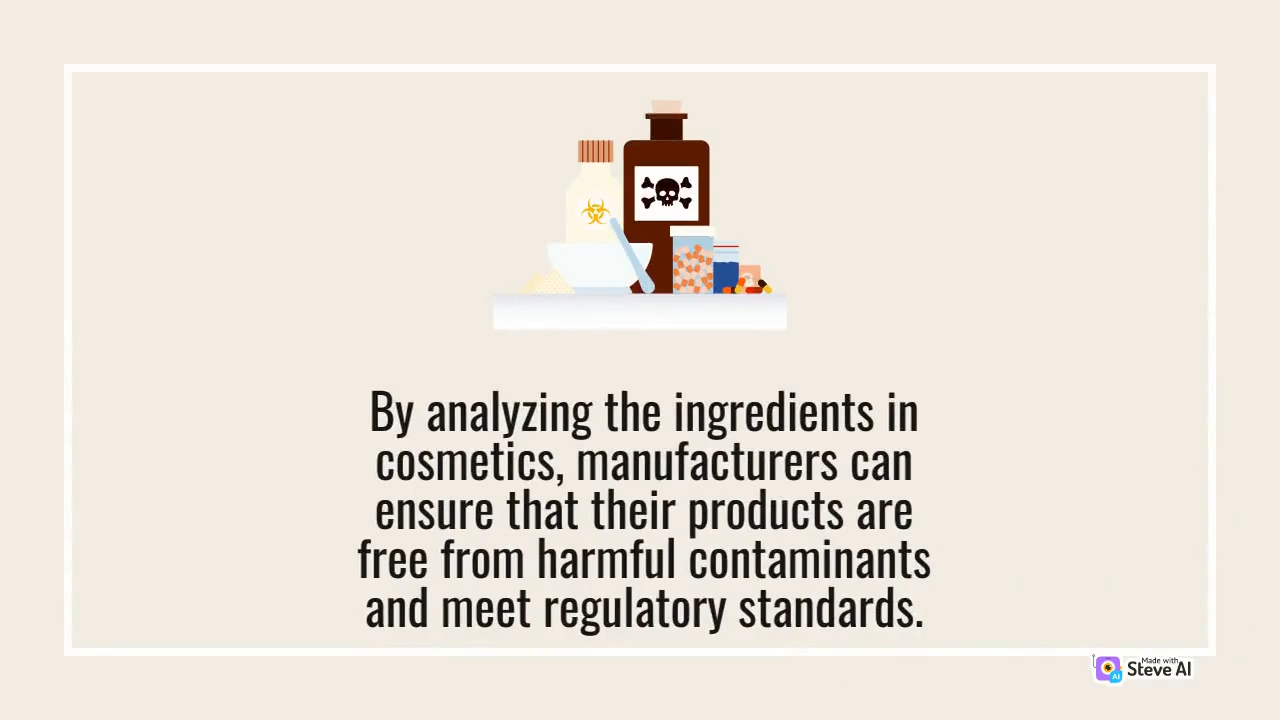 By analyzing the ingredients in
cosmetics, manufacturers can
ensure that their products are
free from harmful contaminants
and meet regulatory standards.
Made with
Steve AI
AI